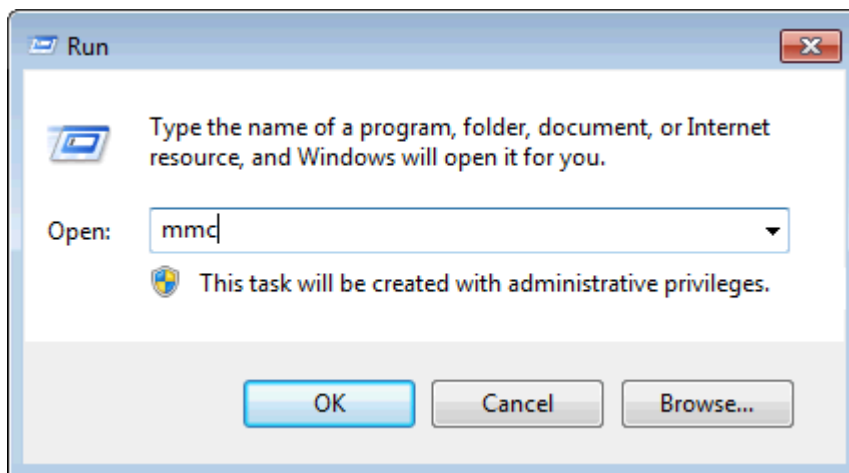 Run
Type the name of a program, folder, document, or Internet
resource, and Windows will open it for you.
Open: mmc
This task will be created with administrative privileges.
OK Cancel Browse...